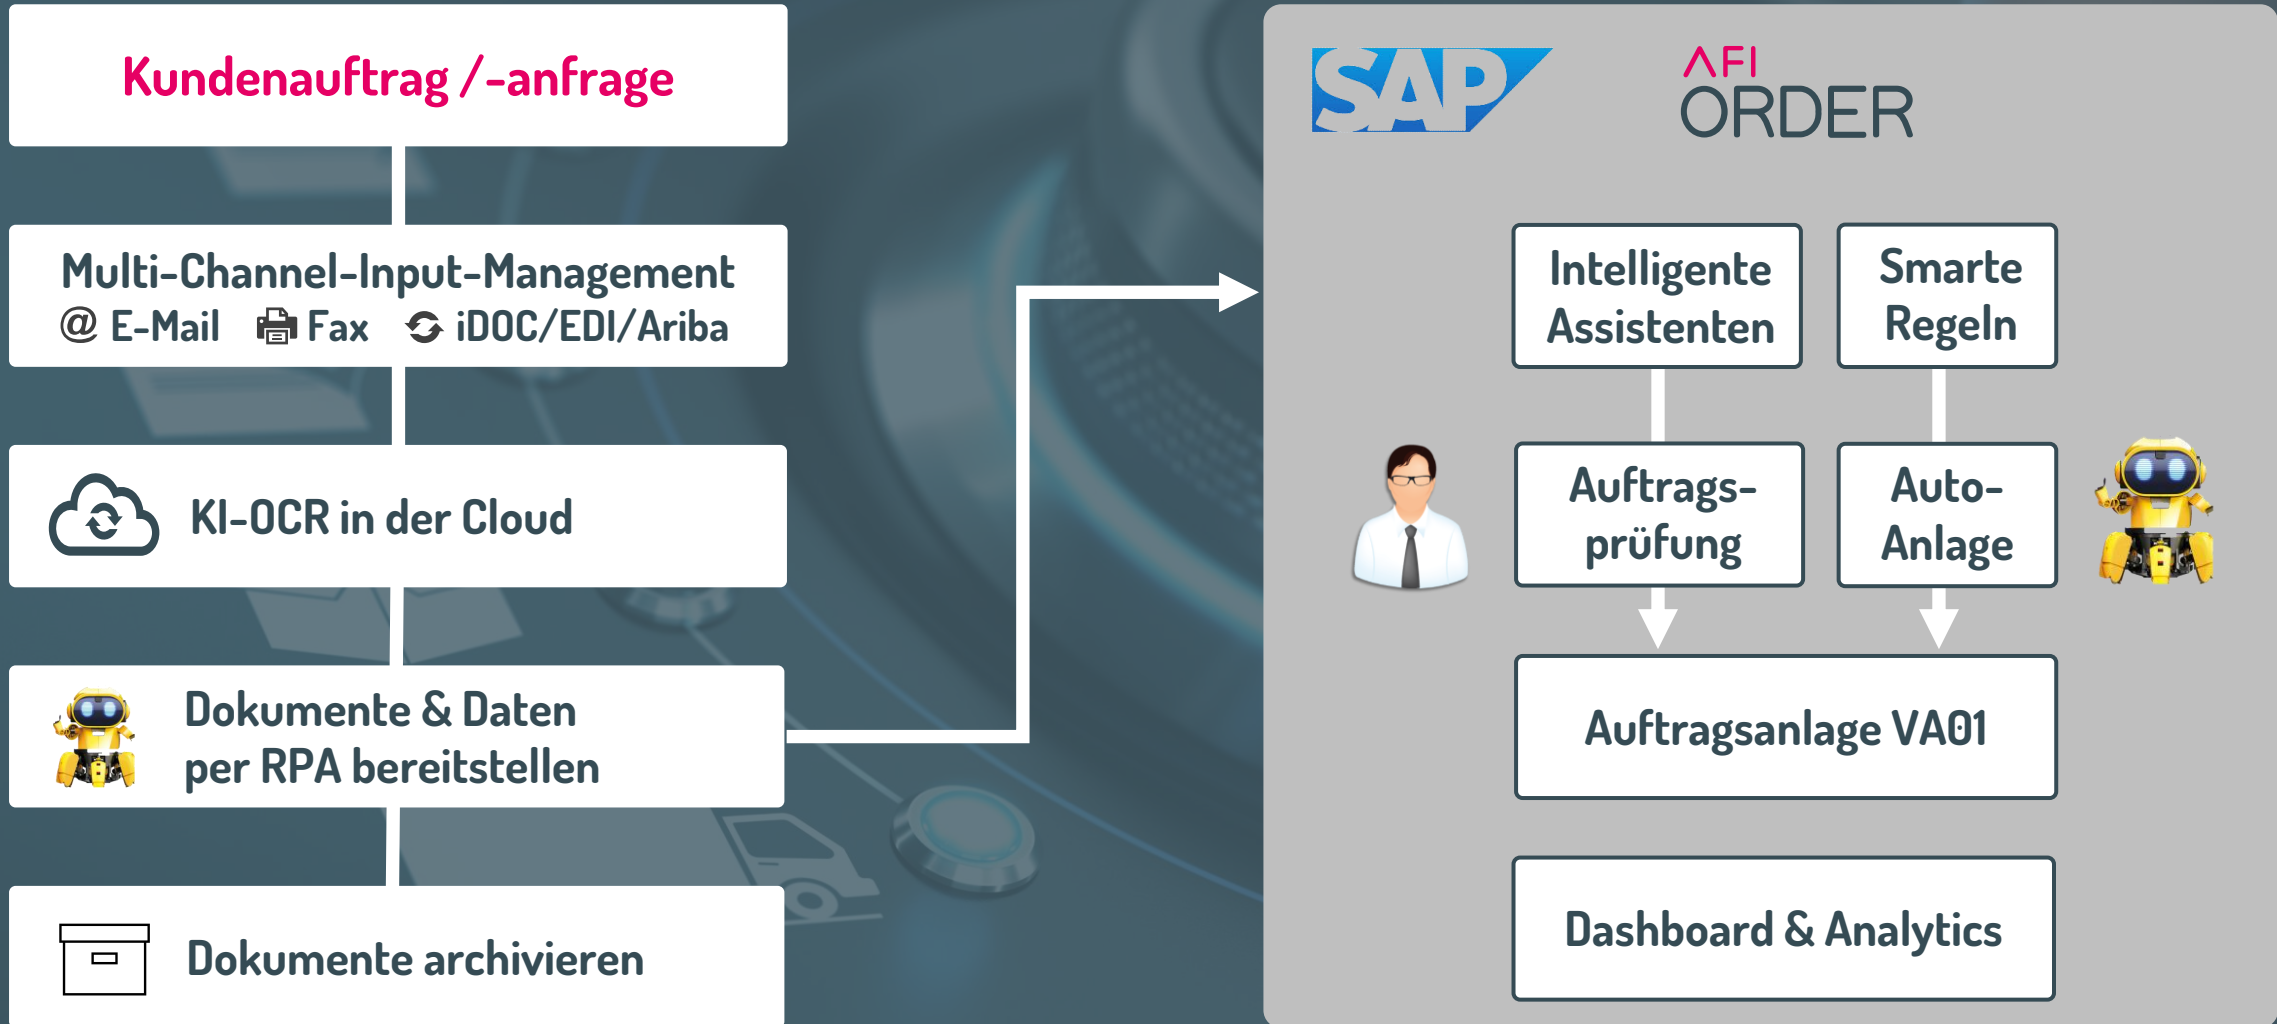 Kundenauftrag /-anfrage
Multi-Channel-Input-Management
@ E-Mail Fax iDOC/EDI/Ariba
KI-OCR in der Cloud
Dokumente & Daten
per RPA bereitstellen
Dokumente archivieren
SAP
AFI
ORDER
Intelligente
Assistenten
Smarte
Regeln
Auftrags-
prüfung
Auto-
Anlage
Auftragsanlage VA01
Dashboard & Analytics